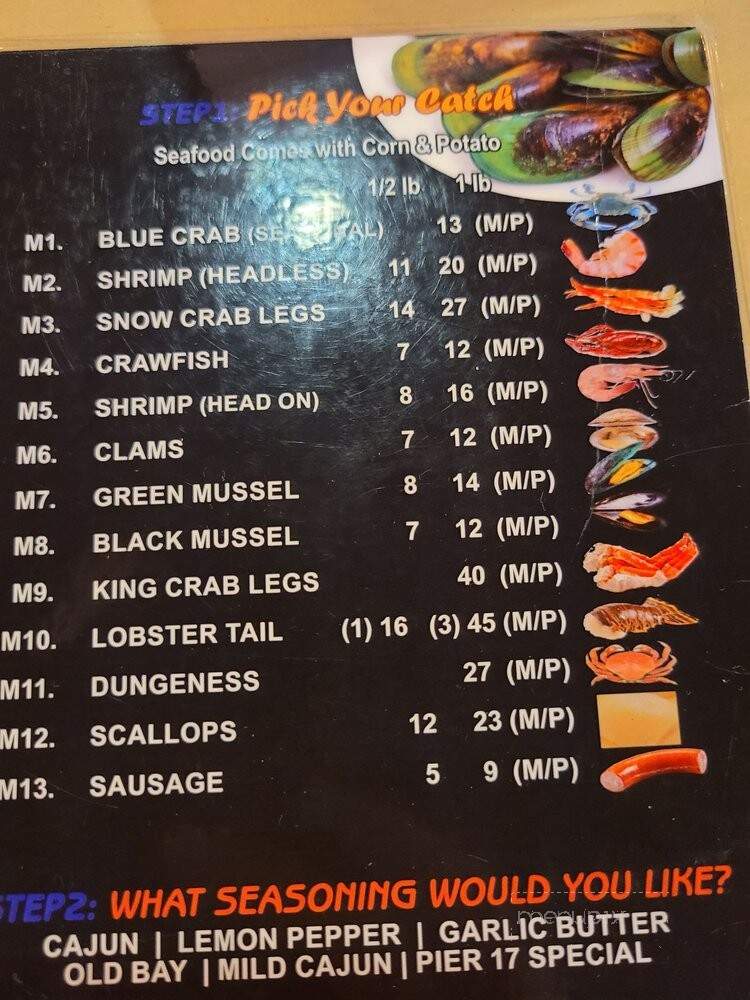 STEP1: Pick Your Catch
Seafood Comes with Corn & Potato
1/2 lb 1 lb
M1. BLUE CRAB 13 (M/P)
M2. SHRIMP (HEADLESS) 11 20 (M/P)
M3. SNOW CRAB LEGS 14 27 (M/P)
M4. CRAWFISH 7 12 (M/P)
M5. SHRIMP (HEAD ON) 8 16 (M/P)
M6. CLAMS 7 12 (M/P)
M7. GREEN MUSSEL 8 14 (M/P)
M8. BLACK MUSSEL 7 12 (M/P)
M9. KING CRAB LEGS 40 (M/P)
M10. LOBSTER TAIL (1) 16 (3) 45 (M/P)
M11. DUNGENESS 27 (M/P)
M12. SCALLOPS 12 23 (M/P)
M13. SAUSAGE 5 9 (M/P)
STEP2: WHAT SEASONING WOULD YOU LIKE?
CAJUN | LEMON PEPPER | GARLIC BUTTER
OLD BAY | MILD CAJUN | PIER 17 SPECIAL